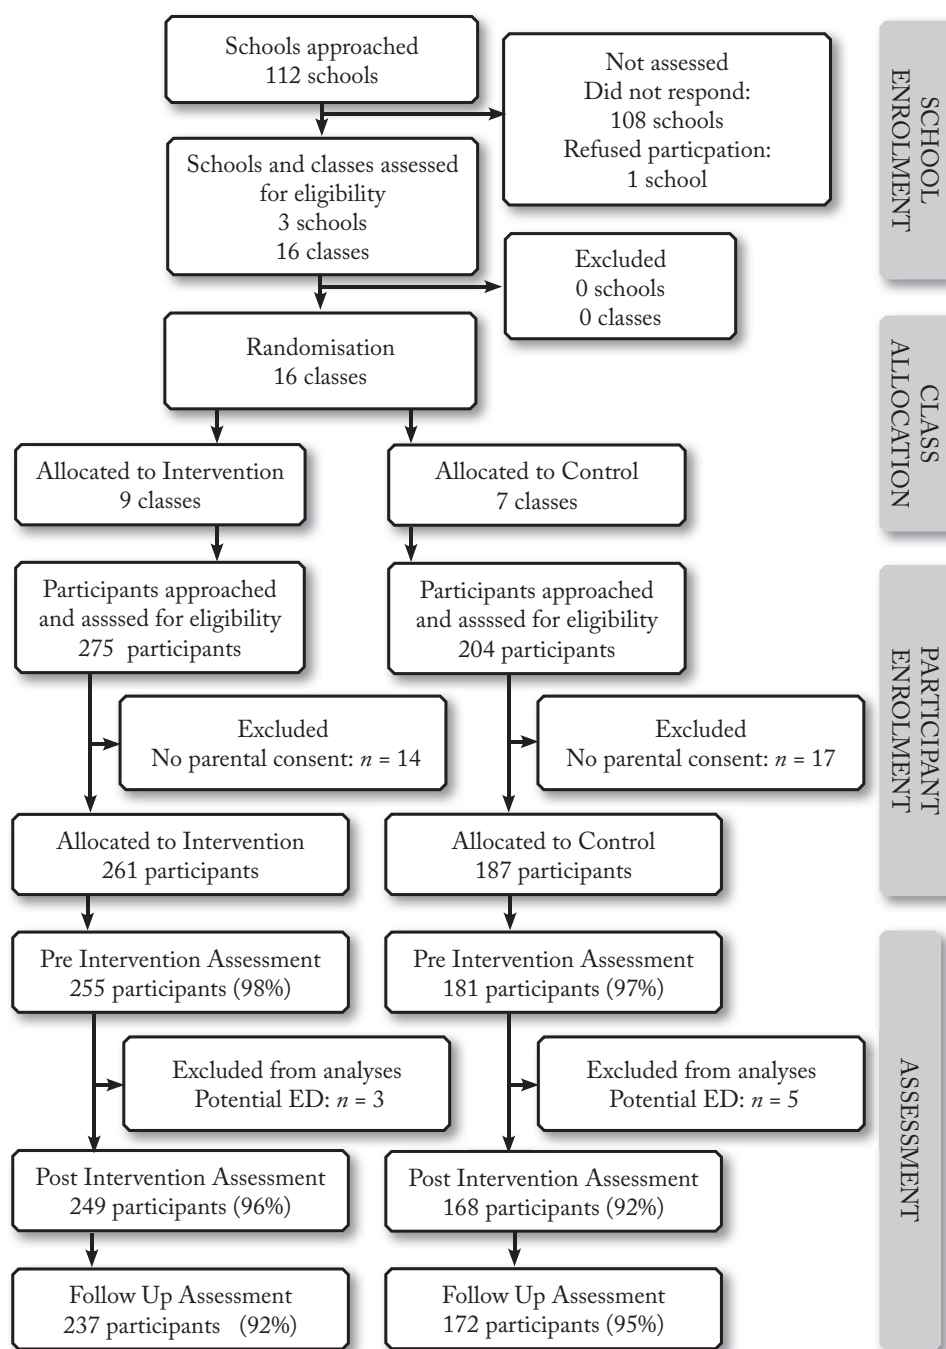 Schools approached
112 schools
Not assessed
Did not respond:
108 schools
Refused particpation:
1 school
SCHOOL
ENROLMENT
Schools and classes assessed
for eligibility
3 schools
16 classes
Excluded
0 schools
0 classes
Randomisation
16 classes
CLASS
ALLOCATION
Allocated to Intervention
9 classes
Allocated to Control
7 classes
Participants approached
and asssed for eligibility
275 participants
Participants approached
and asssed for eligibility
204 participants
PARTICIPANT
ENROLMENT
Excluded
No parental consent: n = 14
Excluded
No parental consent: n = 17
Allocated to Intervention
261 participants
Allocated to Control
187 participants
Pre Intervention Assessment
255 participants (98%)
Pre Intervention Assessment
181 participants (97%)
ASSESSMENT
Excluded from analyses
Potential ED: n = 3
Excluded from analyses
Potential ED: n = 5
Post Intervention Assessment
249 participants (96%)
Post Intervention Assessment
168 participants (92%)
Follow Up Assessment
237 participants (92%)
Follow Up Assessment
172 participants (95%)